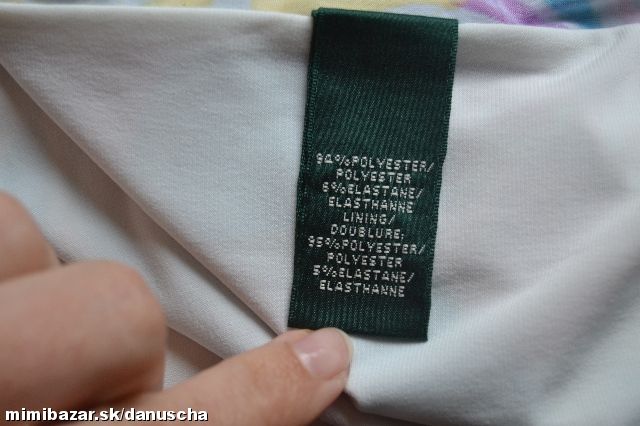 94%POLYESTER/
POLYESTER
6%ELASTANE/
ELASTHANNE
LINING/
DOUBLURE:
95%POLYESTER/
POLYESTER
5%ELASTANE/
ELASTHANNE
mimibazar.sk/danuscha